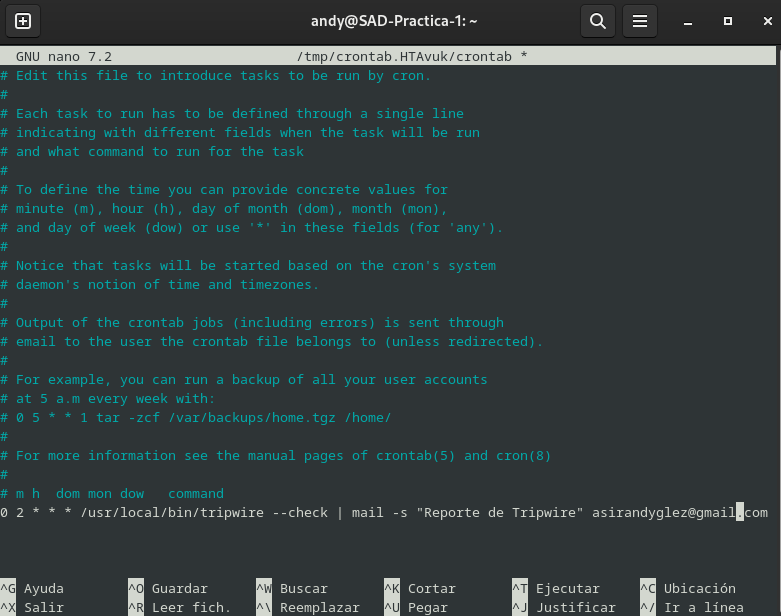 andy@SAD-Practica-1: ~
GNU nano 7.2 /tmp/crontab.HTAvuk/crontab *
# Edit this file to introduce tasks to be run by cron.
#
# Each task to run has to be defined through a single line
# indicating with different fields when the task will be run
# and what command to run for the task
#
# To define the time you can provide concrete values for
# minute (m), hour (h), day of month (dom), month (mon),
# and day of week (dow) or use '*' in these fields (for 'any').
#
# Notice that tasks will be started based on the cron's system
# daemon's notion of time and timezones.
#
# Output of the crontab jobs (including errors) is sent through
# email to the user the crontab file belongs to (unless redirected).
#
# For example, you can run a backup of all your user accounts
# at 5 a.m every week with:
# 0 5 * * 1 tar -zcf /var/backups/home.tgz /home/
#
# For more information see the manual pages of crontab(5) and cron(8)
#
# m h  dom mon dow   command
0 2 * * * /usr/local/bin/tripwire --check | mail -s "Reporte de Tripwire" asirandyglez@gmail.com
^G Ayuda ^O Guardar ^W Buscar ^K Cortar ^T Ejecutar ^C Ubicación
^X Salir ^R Leer fich. ^\ Reemplazar ^U Pegar ^J Justificar ^/ Ir a línea